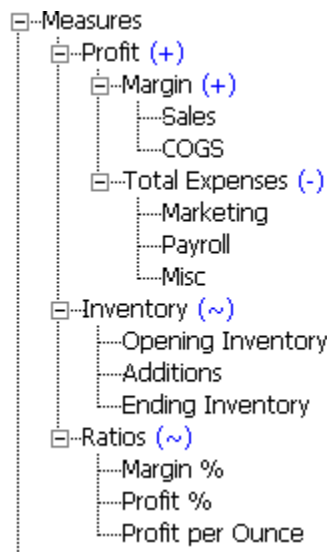 Measures
Profit (+)
Margin (+)
Sales
COGS
Total Expenses (-)
Marketing
Payroll
Misc
Inventory (~)
Opening Inventory
Additions
Ending Inventory
Ratios (~)
Margin %
Profit %
Profit per Ounce